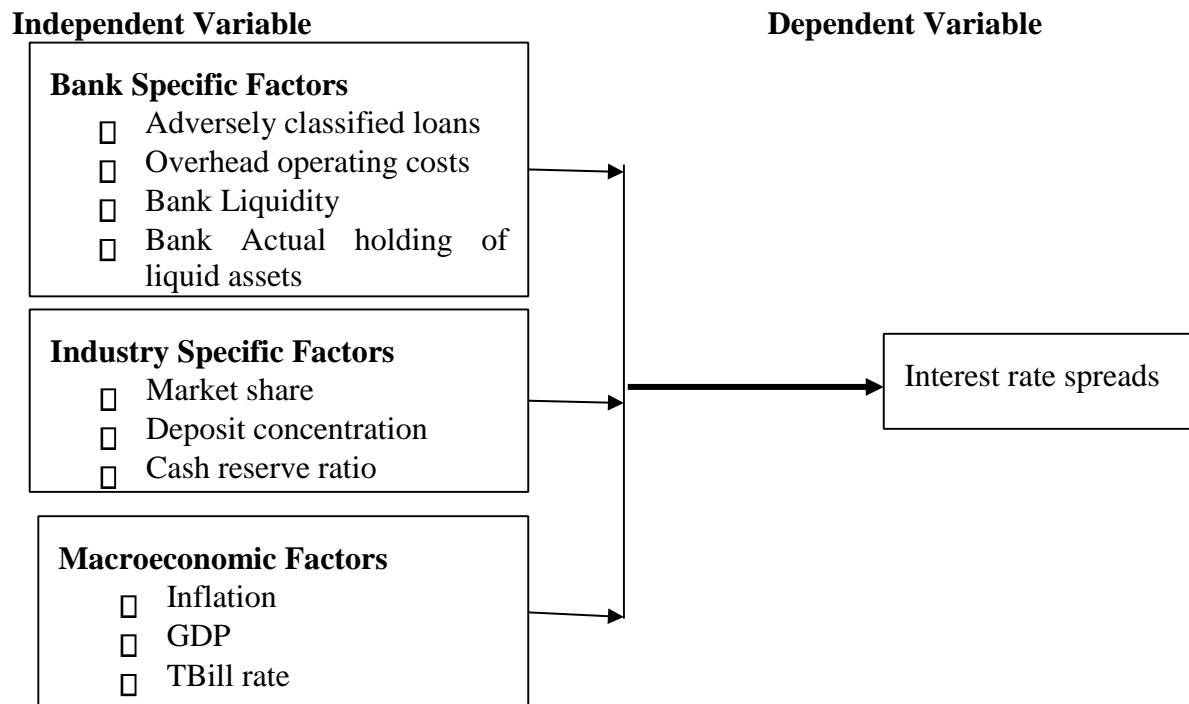 Independent Variable
Dependent Variable
Bank Specific Factors
Adversely classified loans
Overhead operating costs
Bank Liquidity
Bank Actual holding of
liquid assets
Industry Specific Factors
Market share
Deposit concentration
Cash reserve ratio
Interest rate spreads
Macroeconomic Factors
Inflation
GDP
TBill rate